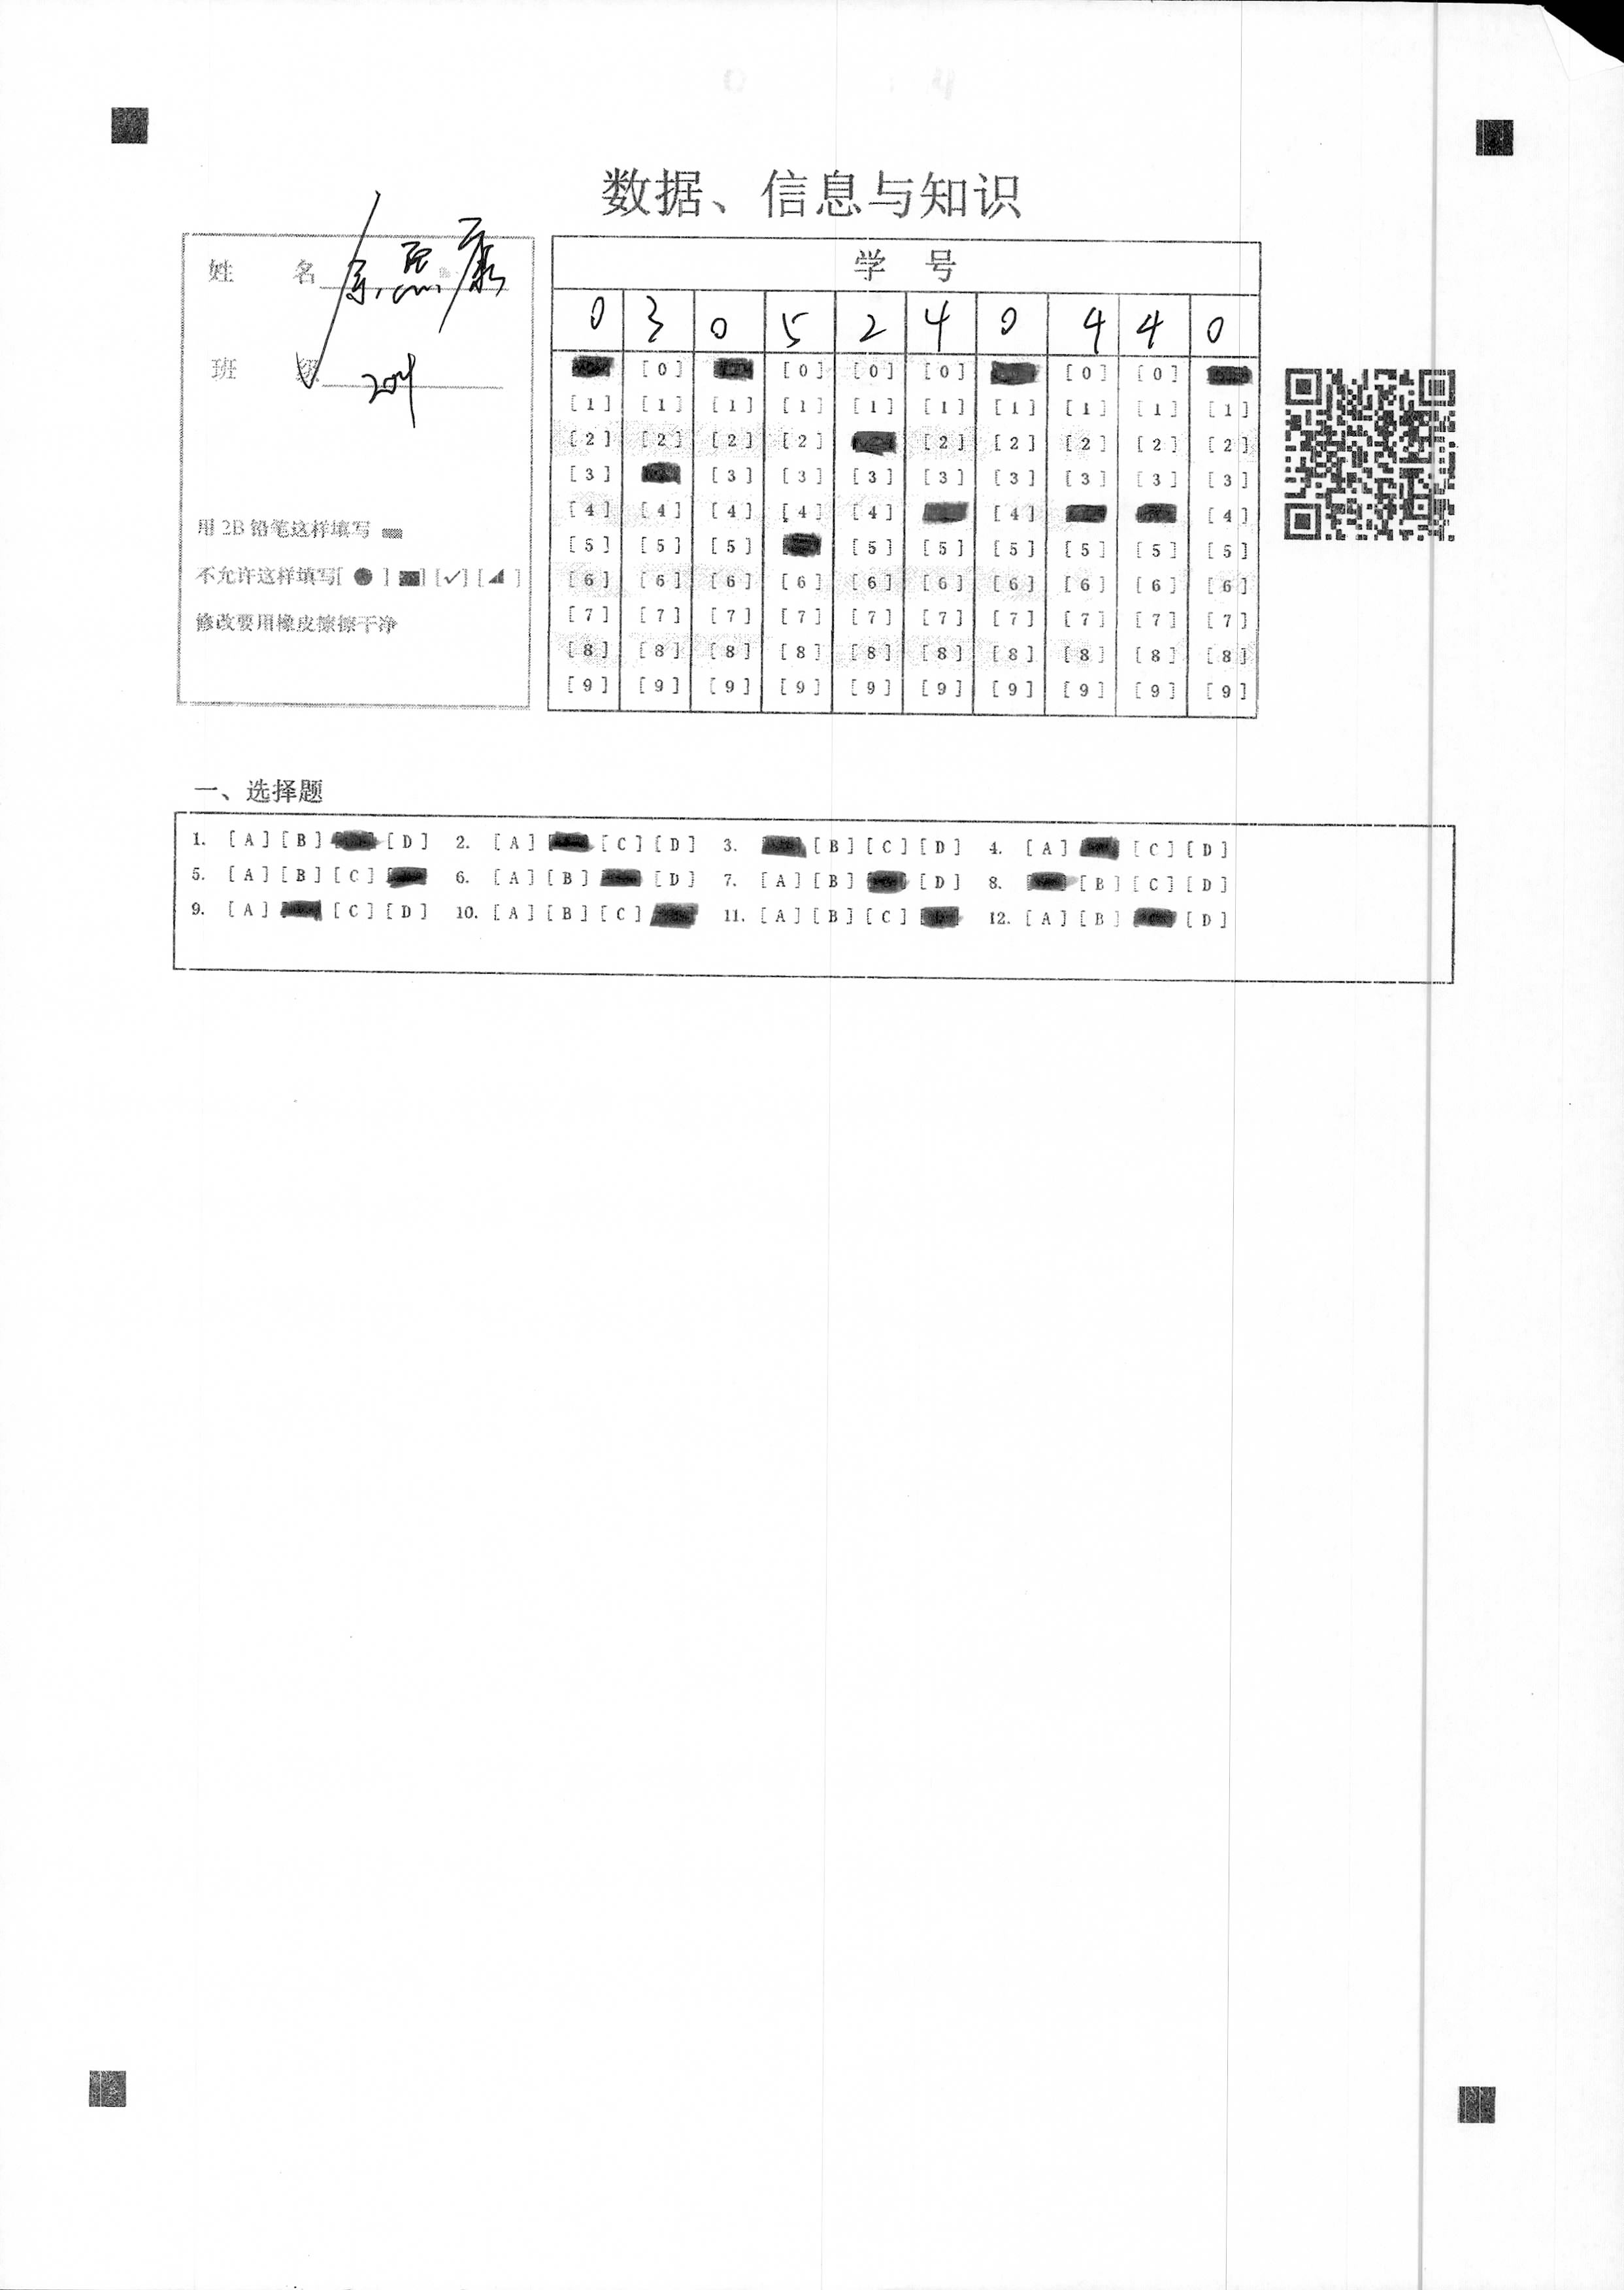 数据、信息与知识
姓 名
班 级 204
用 2B 铅笔这样填写
不允许这样填写[ ● ] [■] [✓] [◢ ]
修改要用橡皮擦擦干净
学 号
0 3 0 5 2 4 0 4 4 0
[0] [0] [0] [0] [0] [0]
[1] [1] [1] [1] [1] [1] [1] [1] [1] [1]
[2] [2] [2] [2] [2] [2] [2] [2] [2]
[3] [3] [3] [3] [3] [3] [3] [3] [3]
[4] [4] [4] [4] [4] [4] [4]
[5] [5] [5] [5] [5] [5] [5] [5] [5]
[6] [6] [6] [6] [6] [6] [6] [6] [6] [6]
[7] [7] [7] [7] [7] [7] [7] [7] [7] [7]
[8] [8] [8] [8] [8] [8] [8] [8] [8] [8]
[9] [9] [9] [9] [9] [9] [9] [9] [9] [9]
一、选择题
1. [A] [B] [D] 2. [A] [C] [D] 3. [B] [C] [D] 4. [A] [C] [D]
5. [A] [B] [C] 6. [A] [B] [D] 7. [A] [B] [D] 8. [B] [C] [D]
9. [A] [C] [D] 10. [A] [B] [C] 11. [A] [B] [C] 12. [A] [B] [D]